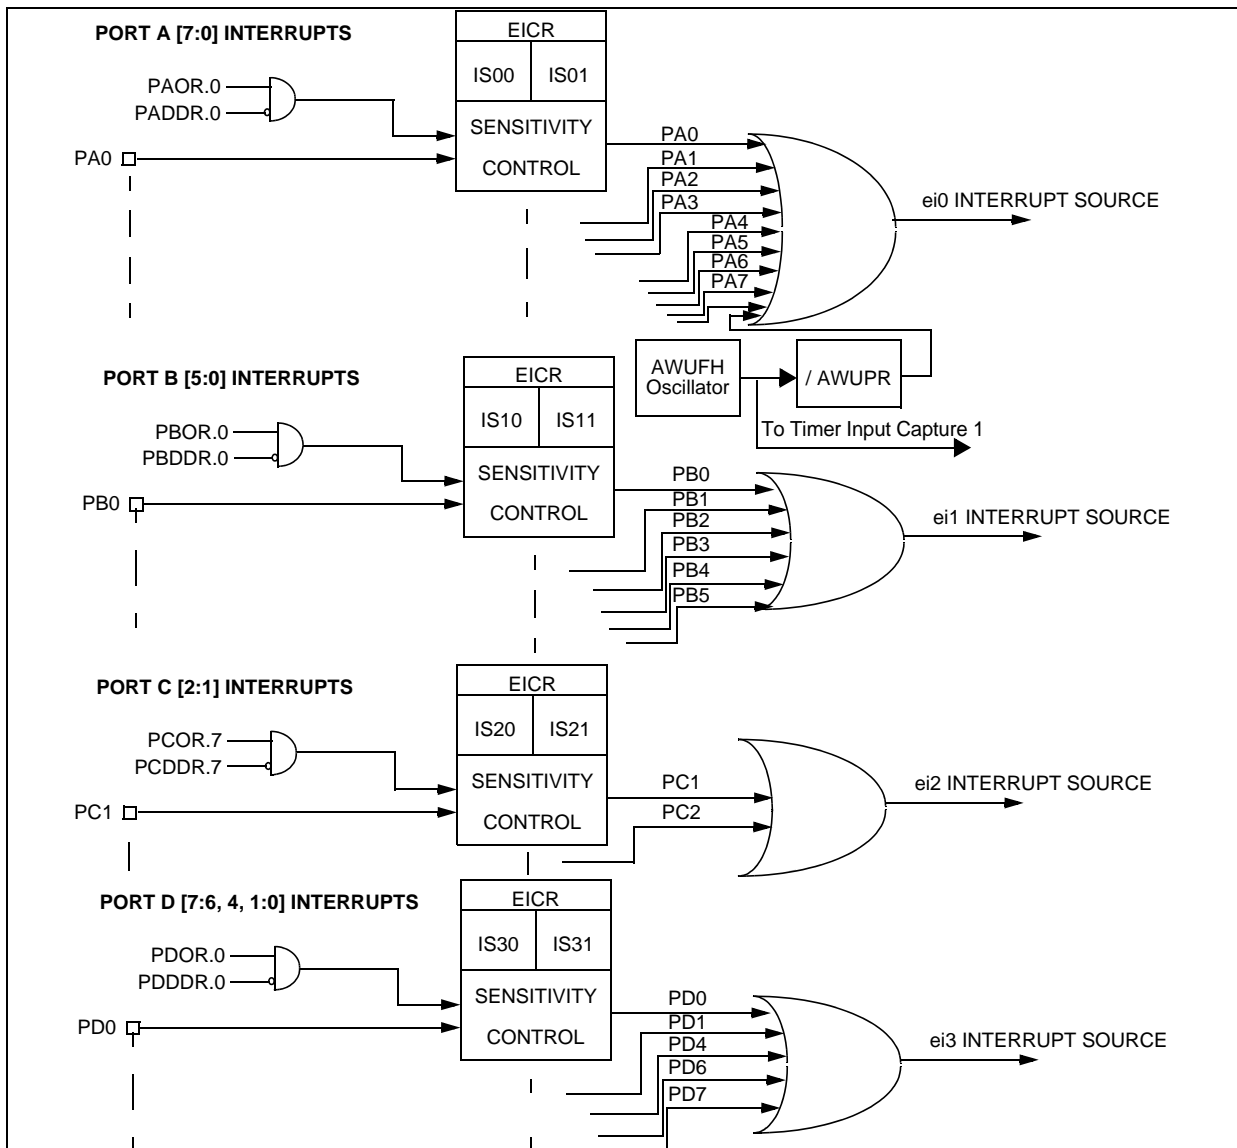 PORT A [7:0] INTERRUPTS
EICR
IS00 IS01
PAOR.0
PADDR.0
SENSITIVITY
CONTROL
PA0
PA0
PA1
PA2
PA3
PA4
PA5
PA6
PA7
ei0 INTERRUPT SOURCE
AWUFH
Oscillator
/ AWUPR
To Timer Input Capture 1
PORT B [5:0] INTERRUPTS
EICR
IS10 IS11
PBOR.0
PBDDR.0
SENSITIVITY
CONTROL
PB0
PB0
PB1
PB2
PB3
PB4
PB5
ei1 INTERRUPT SOURCE
PORT C [2:1] INTERRUPTS
EICR
IS20 IS21
PCOR.7
PCDDR.7
SENSITIVITY
CONTROL
PC1
PC1
PC2
ei2 INTERRUPT SOURCE
PORT D [7:6, 4, 1:0] INTERRUPTS
EICR
IS30 IS31
PDOR.0
PDDDR.0
SENSITIVITY
CONTROL
PD0
PD0
PD1
PD4
PD6
PD7
ei3 INTERRUPT SOURCE